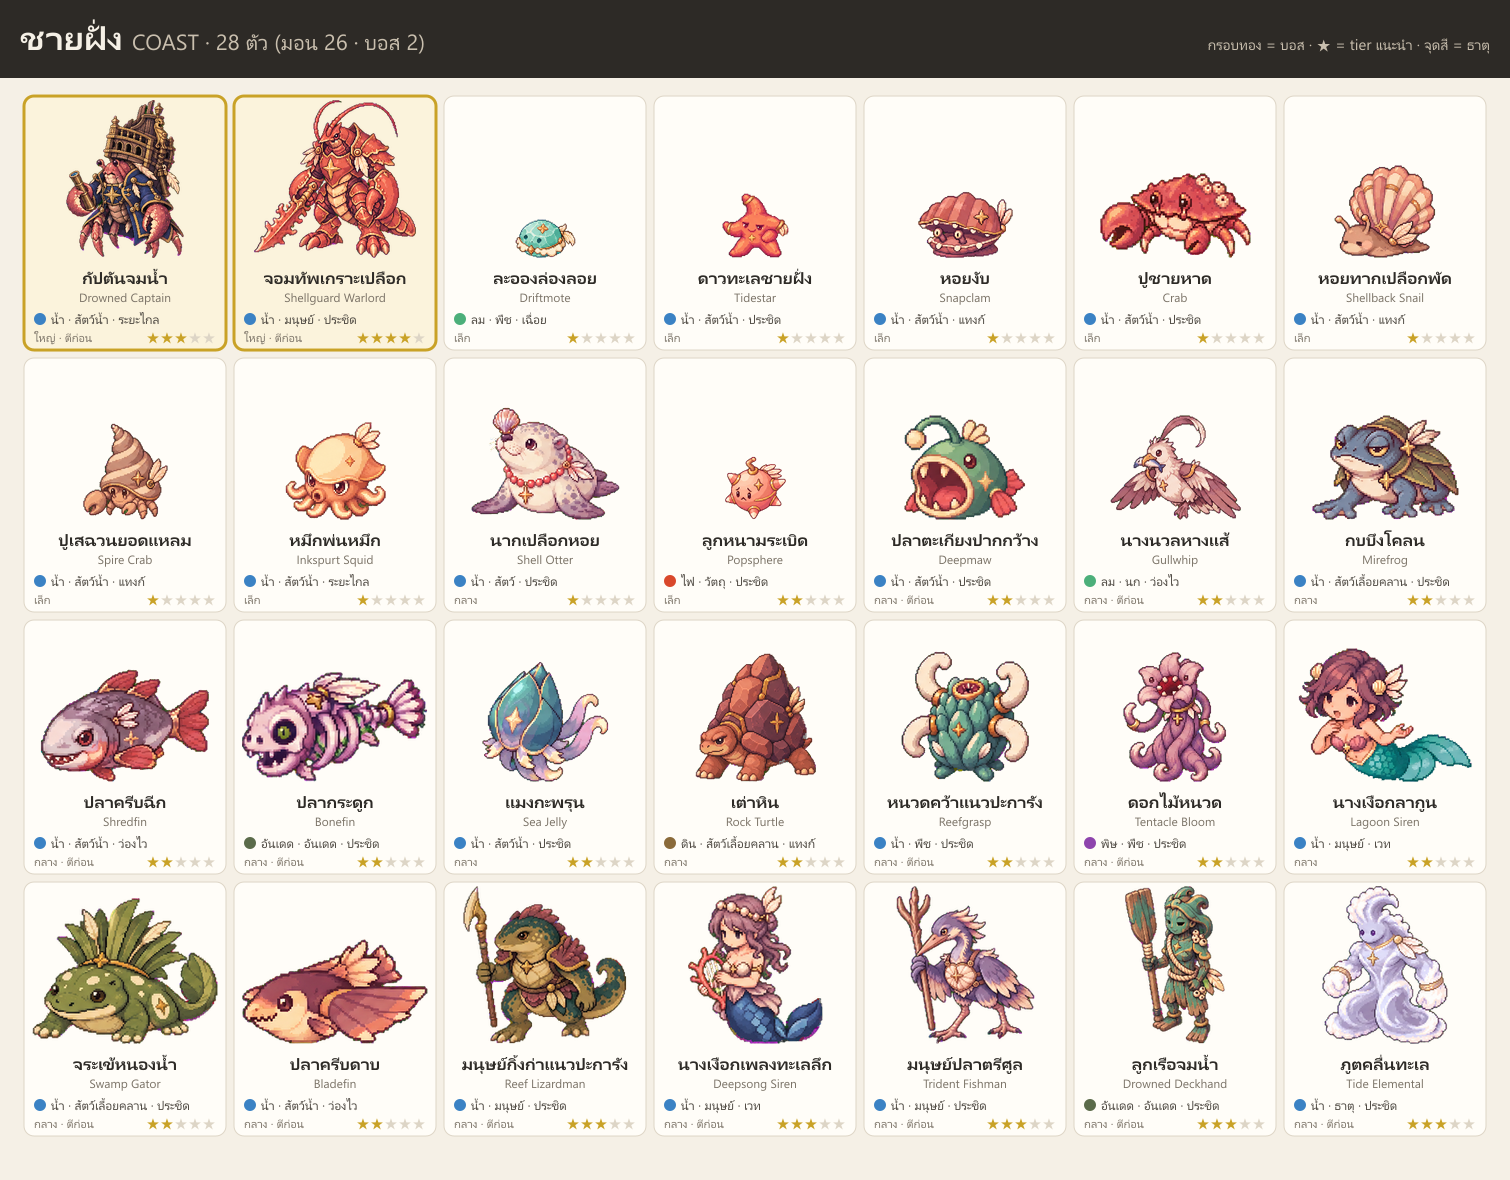 ชายฝั่ง COAST · 28 ตัว (มอน 26 · บอส 2)
กรอบทอง = บอส · ★ = tier แนะนำ · จุดสี = ธาตุ
กัปตันจมน้ำ
Drowned Captain
น้ำ · สัตว์น้ำ · ระยะไกล
ใหญ่ · ตีก่อน ★★★★★
จอมทัพเกราะเปลือก
Shellguard Warlord
น้ำ · มนุษย์ · ประชิด
ใหญ่ · ตีก่อน ★★★★★
ละอองล่องลอย
Driftmote
ลม · พืช · เฉื่อย
เล็ก ★★★★★
ดาวทะเลชายฝั่ง
Tidestar
น้ำ · สัตว์น้ำ · ประชิด
เล็ก ★★★★★
หอยงับ
Snapclam
น้ำ · สัตว์น้ำ · แทงก์
เล็ก ★★★★★
ปูชายหาด
Crab
น้ำ · สัตว์น้ำ · ประชิด
เล็ก ★★★★★
หอยทากเปลือกพัด
Shellback Snail
น้ำ · สัตว์น้ำ · แทงก์
เล็ก ★★★★★
ปูเสฉวนยอดแหลม
Spire Crab
น้ำ · สัตว์น้ำ · แทงก์
เล็ก ★★★★★
หมึกพ่นหมึก
Inkspurt Squid
น้ำ · สัตว์น้ำ · ระยะไกล
เล็ก ★★★★★
นากเปลือกหอย
Shell Otter
น้ำ · สัตว์ · ประชิด
กลาง ★★★★★
ลูกหนามระเบิด
Popsphere
ไฟ · วัตถุ · ประชิด
เล็ก ★★★★★
ปลาตะเกียงปากกว้าง
Deepmaw
น้ำ · สัตว์น้ำ · ประชิด
กลาง · ตีก่อน ★★★★★
นางนวลหางแส้
Gullwhip
ลม · นก · ว่องไว
กลาง · ตีก่อน ★★★★★
กบบึงโคลน
Mirefrog
น้ำ · สัตว์เลื้อยคลาน · ประชิด
กลาง ★★★★★
ปลาครีบฉีก
Shredfin
น้ำ · สัตว์น้ำ · ว่องไว
กลาง · ตีก่อน ★★★★★
ปลากระดูก
Bonefin
อันเดด · อันเดด · ประชิด
กลาง · ตีก่อน ★★★★★
แมงกะพรุน
Sea Jelly
น้ำ · สัตว์น้ำ · ประชิด
กลาง ★★★★★
เต่าหิน
Rock Turtle
ดิน · สัตว์เลื้อยคลาน · แทงก์
กลาง ★★★★★
หนวดคว้าแนวปะการัง
Reefgrasp
น้ำ · พืช · ประชิด
กลาง · ตีก่อน ★★★★★
ดอกไม้หนวด
Tentacle Bloom
พิษ · พืช · ประชิด
กลาง · ตีก่อน ★★★★★
นางเงือกลากูน
Lagoon Siren
น้ำ · มนุษย์ · เวท
กลาง ★★★★★
จระเข้หนองน้ำ
Swamp Gator
น้ำ · สัตว์เลื้อยคลาน · ประชิด
กลาง · ตีก่อน ★★★★★
ปลาครีบดาบ
Bladefin
น้ำ · สัตว์น้ำ · ว่องไว
กลาง · ตีก่อน ★★★★★
มนุษย์กิ้งก่าแนวปะการัง
Reef Lizardman
น้ำ · มนุษย์ · ประชิด
กลาง · ตีก่อน ★★★★★
นางเงือกเพลงทะเลลึก
Deepsong Siren
น้ำ · มนุษย์ · เวท
กลาง · ตีก่อน ★★★★★
มนุษย์ปลาตรีศูล
Trident Fishman
น้ำ · มนุษย์ · ประชิด
กลาง · ตีก่อน ★★★★★
ลูกเรือจมน้ำ
Drowned Deckhand
อันเดด · อันเดด · ประชิด
กลาง · ตีก่อน ★★★★★
ภูตคลื่นทะเล
Tide Elemental
น้ำ · ธาตุ · ประชิด
กลาง · ตีก่อน ★★★★★